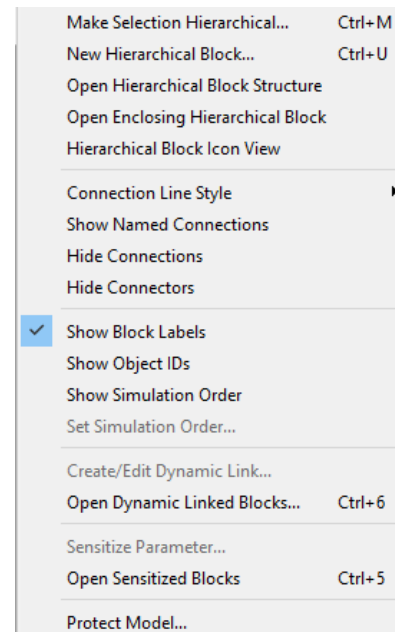 Make Selection Hierarchical... Ctrl+M
New Hierarchical Block... Ctrl+U
Open Hierarchical Block Structure
Open Enclosing Hierarchical Block
Hierarchical Block Icon View
Connection Line Style
Show Named Connections
Hide Connections
Hide Connectors
Show Block Labels
Show Object IDs
Show Simulation Order
Set Simulation Order...
Create/Edit Dynamic Link...
Open Dynamic Linked Blocks... Ctrl+6
Sensitize Parameter...
Open Sensitized Blocks Ctrl+5
Protect Model...